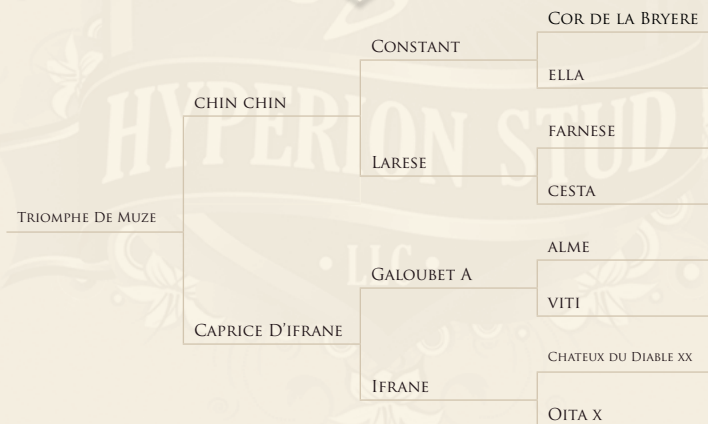 Cor de la Bryere
Constant
ELLA
CHIN CHIN
FARNESE
Larese
CESTA
Triomphe De Muze
ALME
Galoubet A
VITI
Caprice D'ifrane
Chateux du Diable xx
Ifrane
Oita x
HYPERION STUD
• LLC •